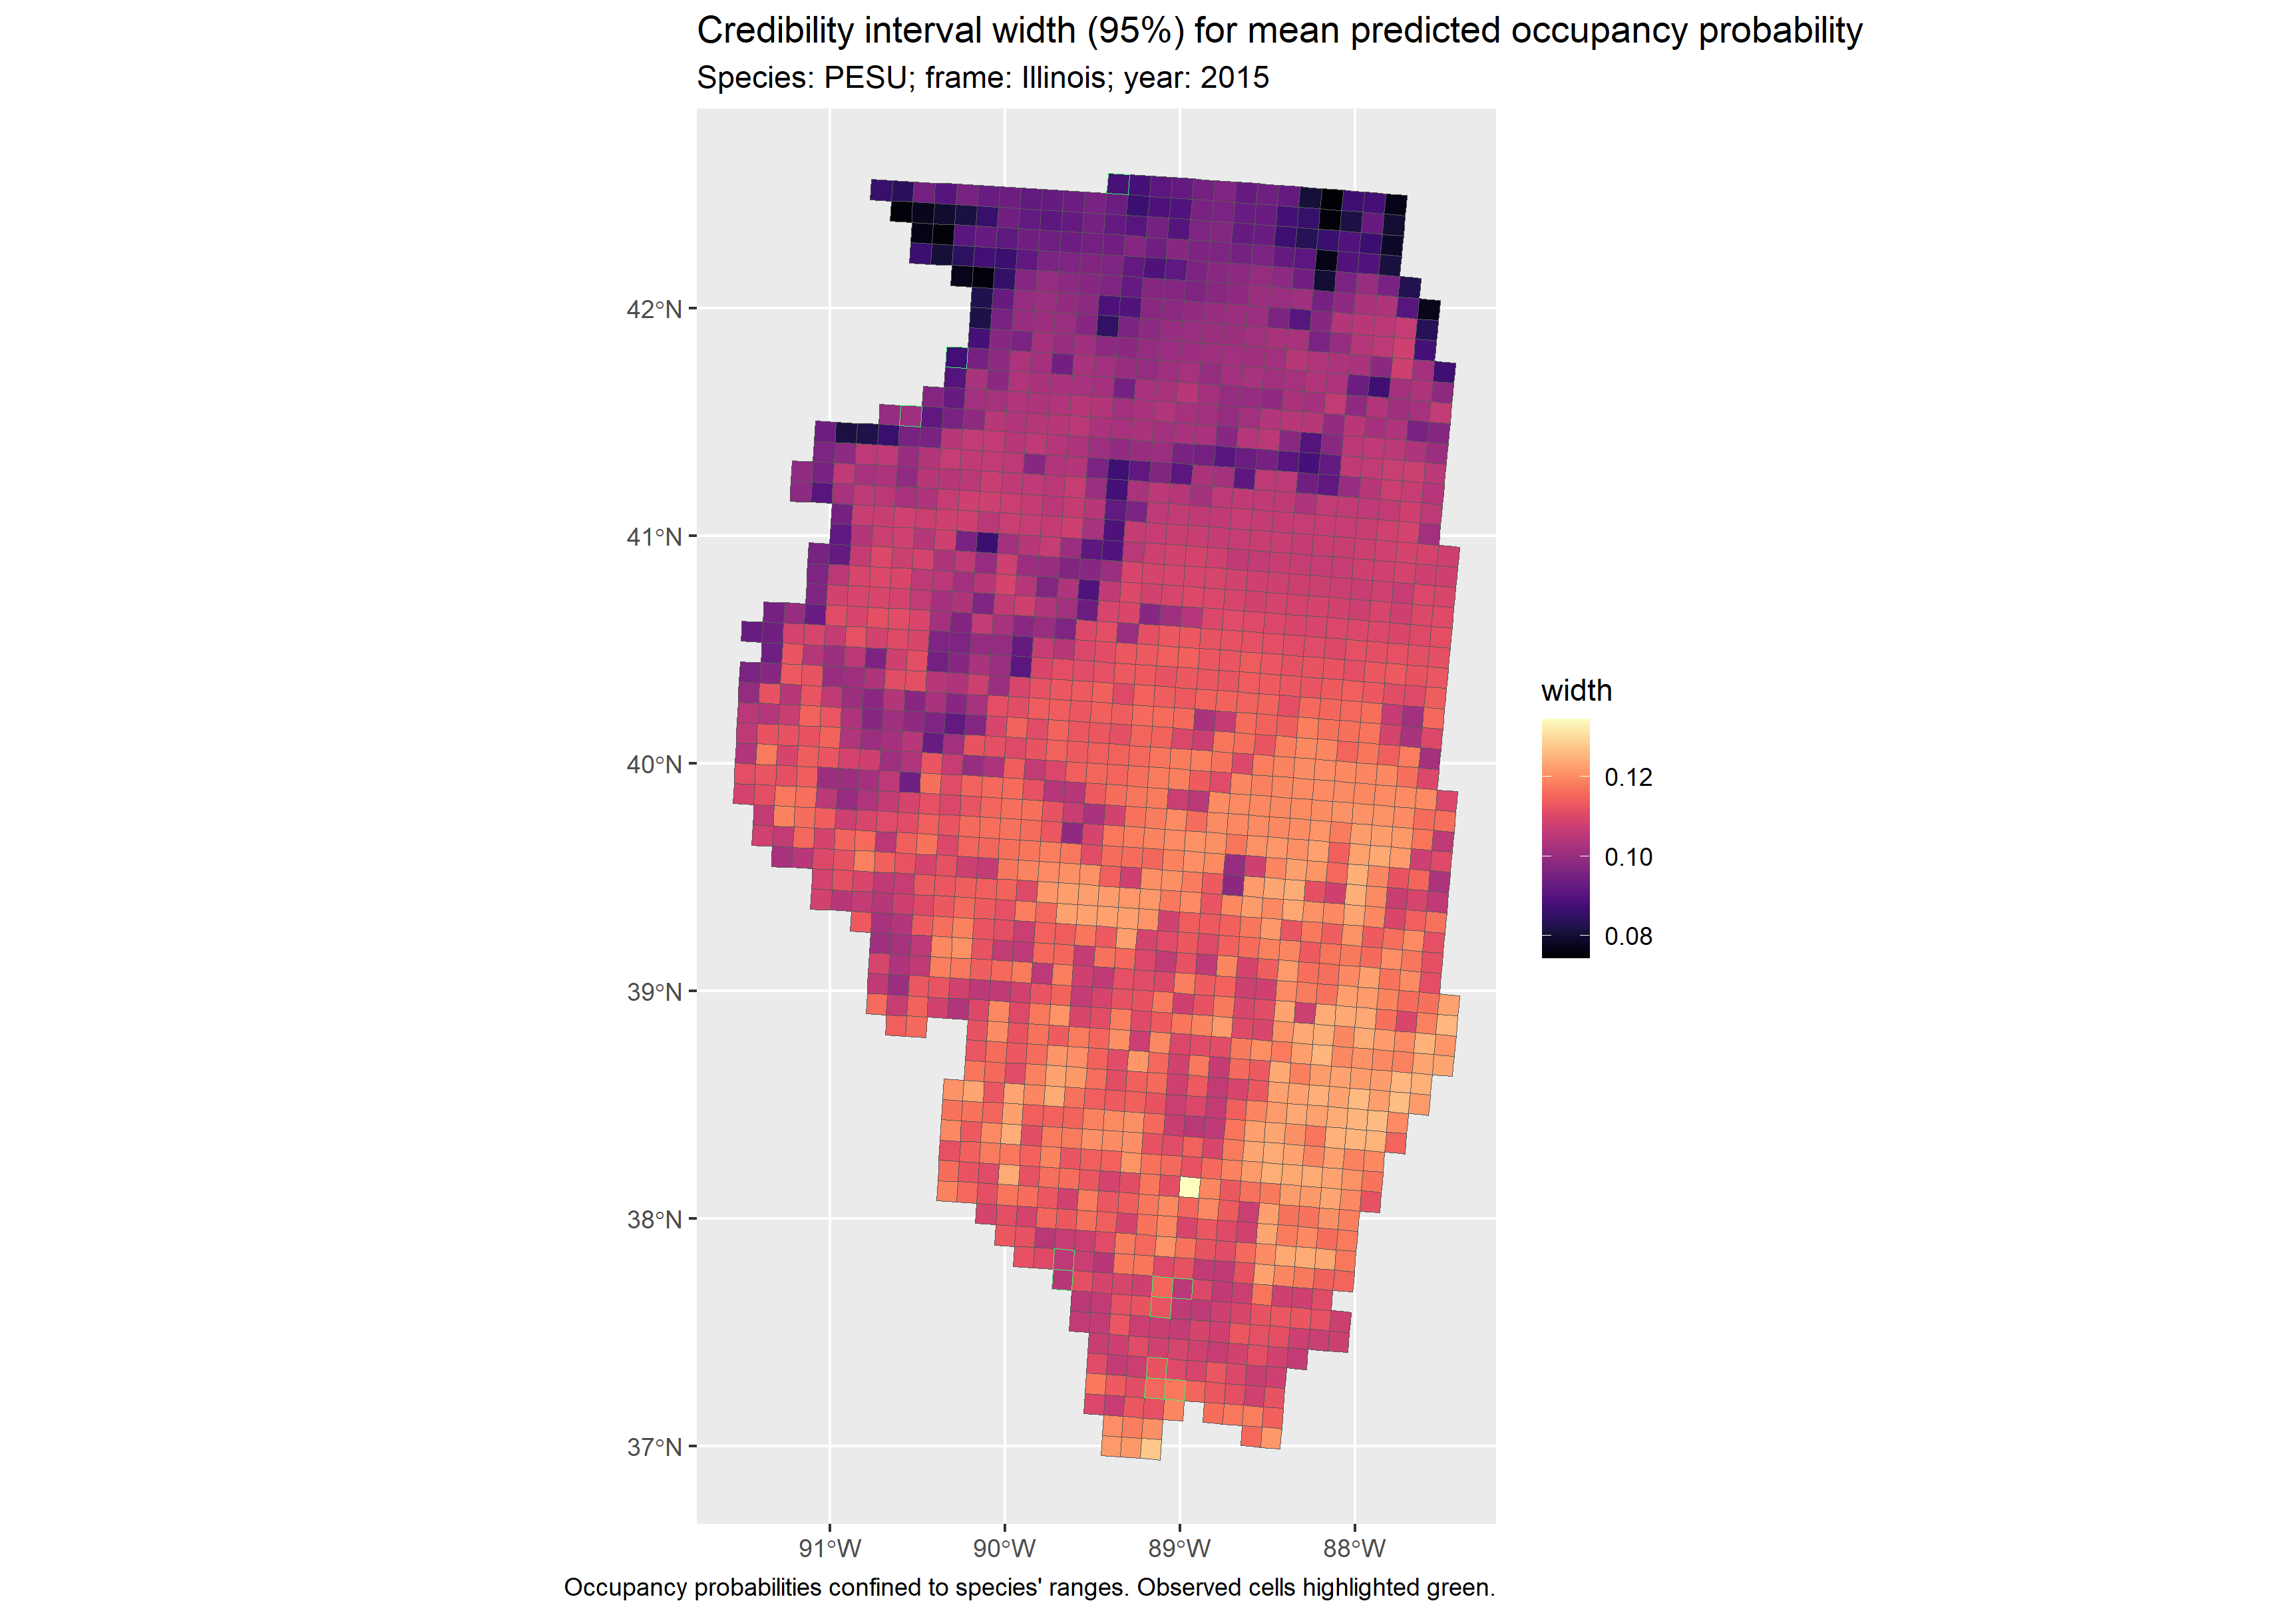 Credibility interval width (95%) for mean predicted occupancy probability
Species: PESU; frame: Illinois; year: 2015
42°N
41°N
40°N
39°N
38°N
37°N
91°W
90°W
89°W
88°W
width
0.12
0.10
0.08
Occupancy probabilities confined to species' ranges. Observed cells highlighted green.